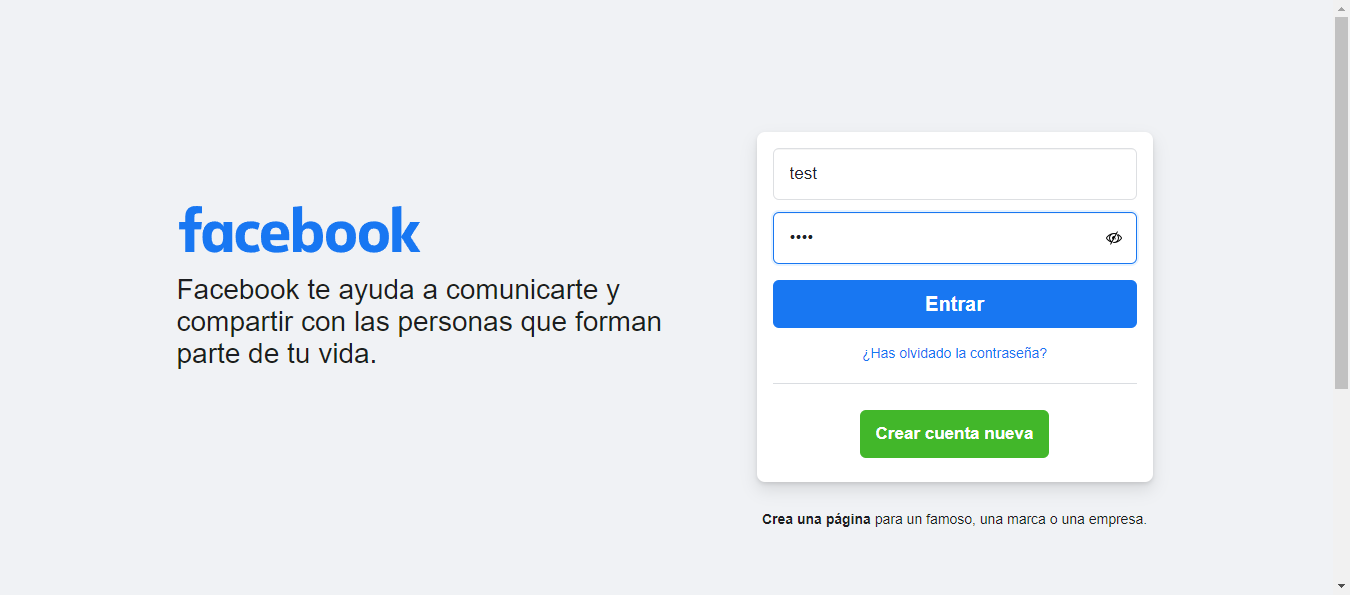 facebook
Facebook te ayuda a comunicarte y
compartir con las personas que forman
parte de tu vida.
test
••••
Entrar
¿Has olvidado la contraseña?
Crear cuenta nueva
Crea una página para un famoso, una marca o una empresa.